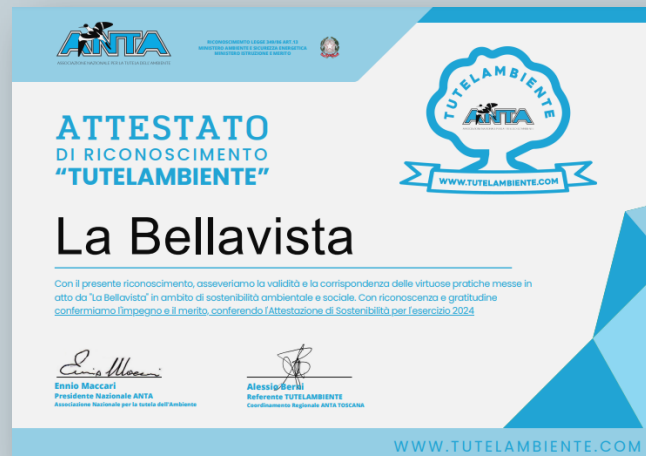 ANTA
ASSOCIAZIONE NAZIONALE PER LA TUTELA DELL'AMBIENTE
RICONOSCIMENTO LEGGE 349/86 ART 13
MINISTERO AMBIENTE E SICUREZZA ENERGETICA
MINISTERO ISTRUZIONE E MERITO
TUTELAMBIENTE
ANTA
WWW.TUTELAMBIENTE.COM
ATTESTATO
DI RICONOSCIMENTO
“TUTELAMBIENTE”
La Bellavista
Con il presente riconoscimento, asseveriamo la validità e la corrispondenza delle virtuose pratiche messe in
atto da "La Bellavista" in ambito di sostenibilità ambientale e sociale. Con riconoscenza e gratitudine
confermiamo l'impegno e il merito, conferendo l'Attestazione di Sostenibilità per l'esercizio 2024
Ennio Maccari
Presidente Nazionale ANTA
Associazione Nazionale per la tutela dell'Ambiente
Alessio Berni
Referente TUTELAMBIENTE
Coordinamento Regionale ANTA TOSCANA
WWW.TUTELAMBIENTE.COM